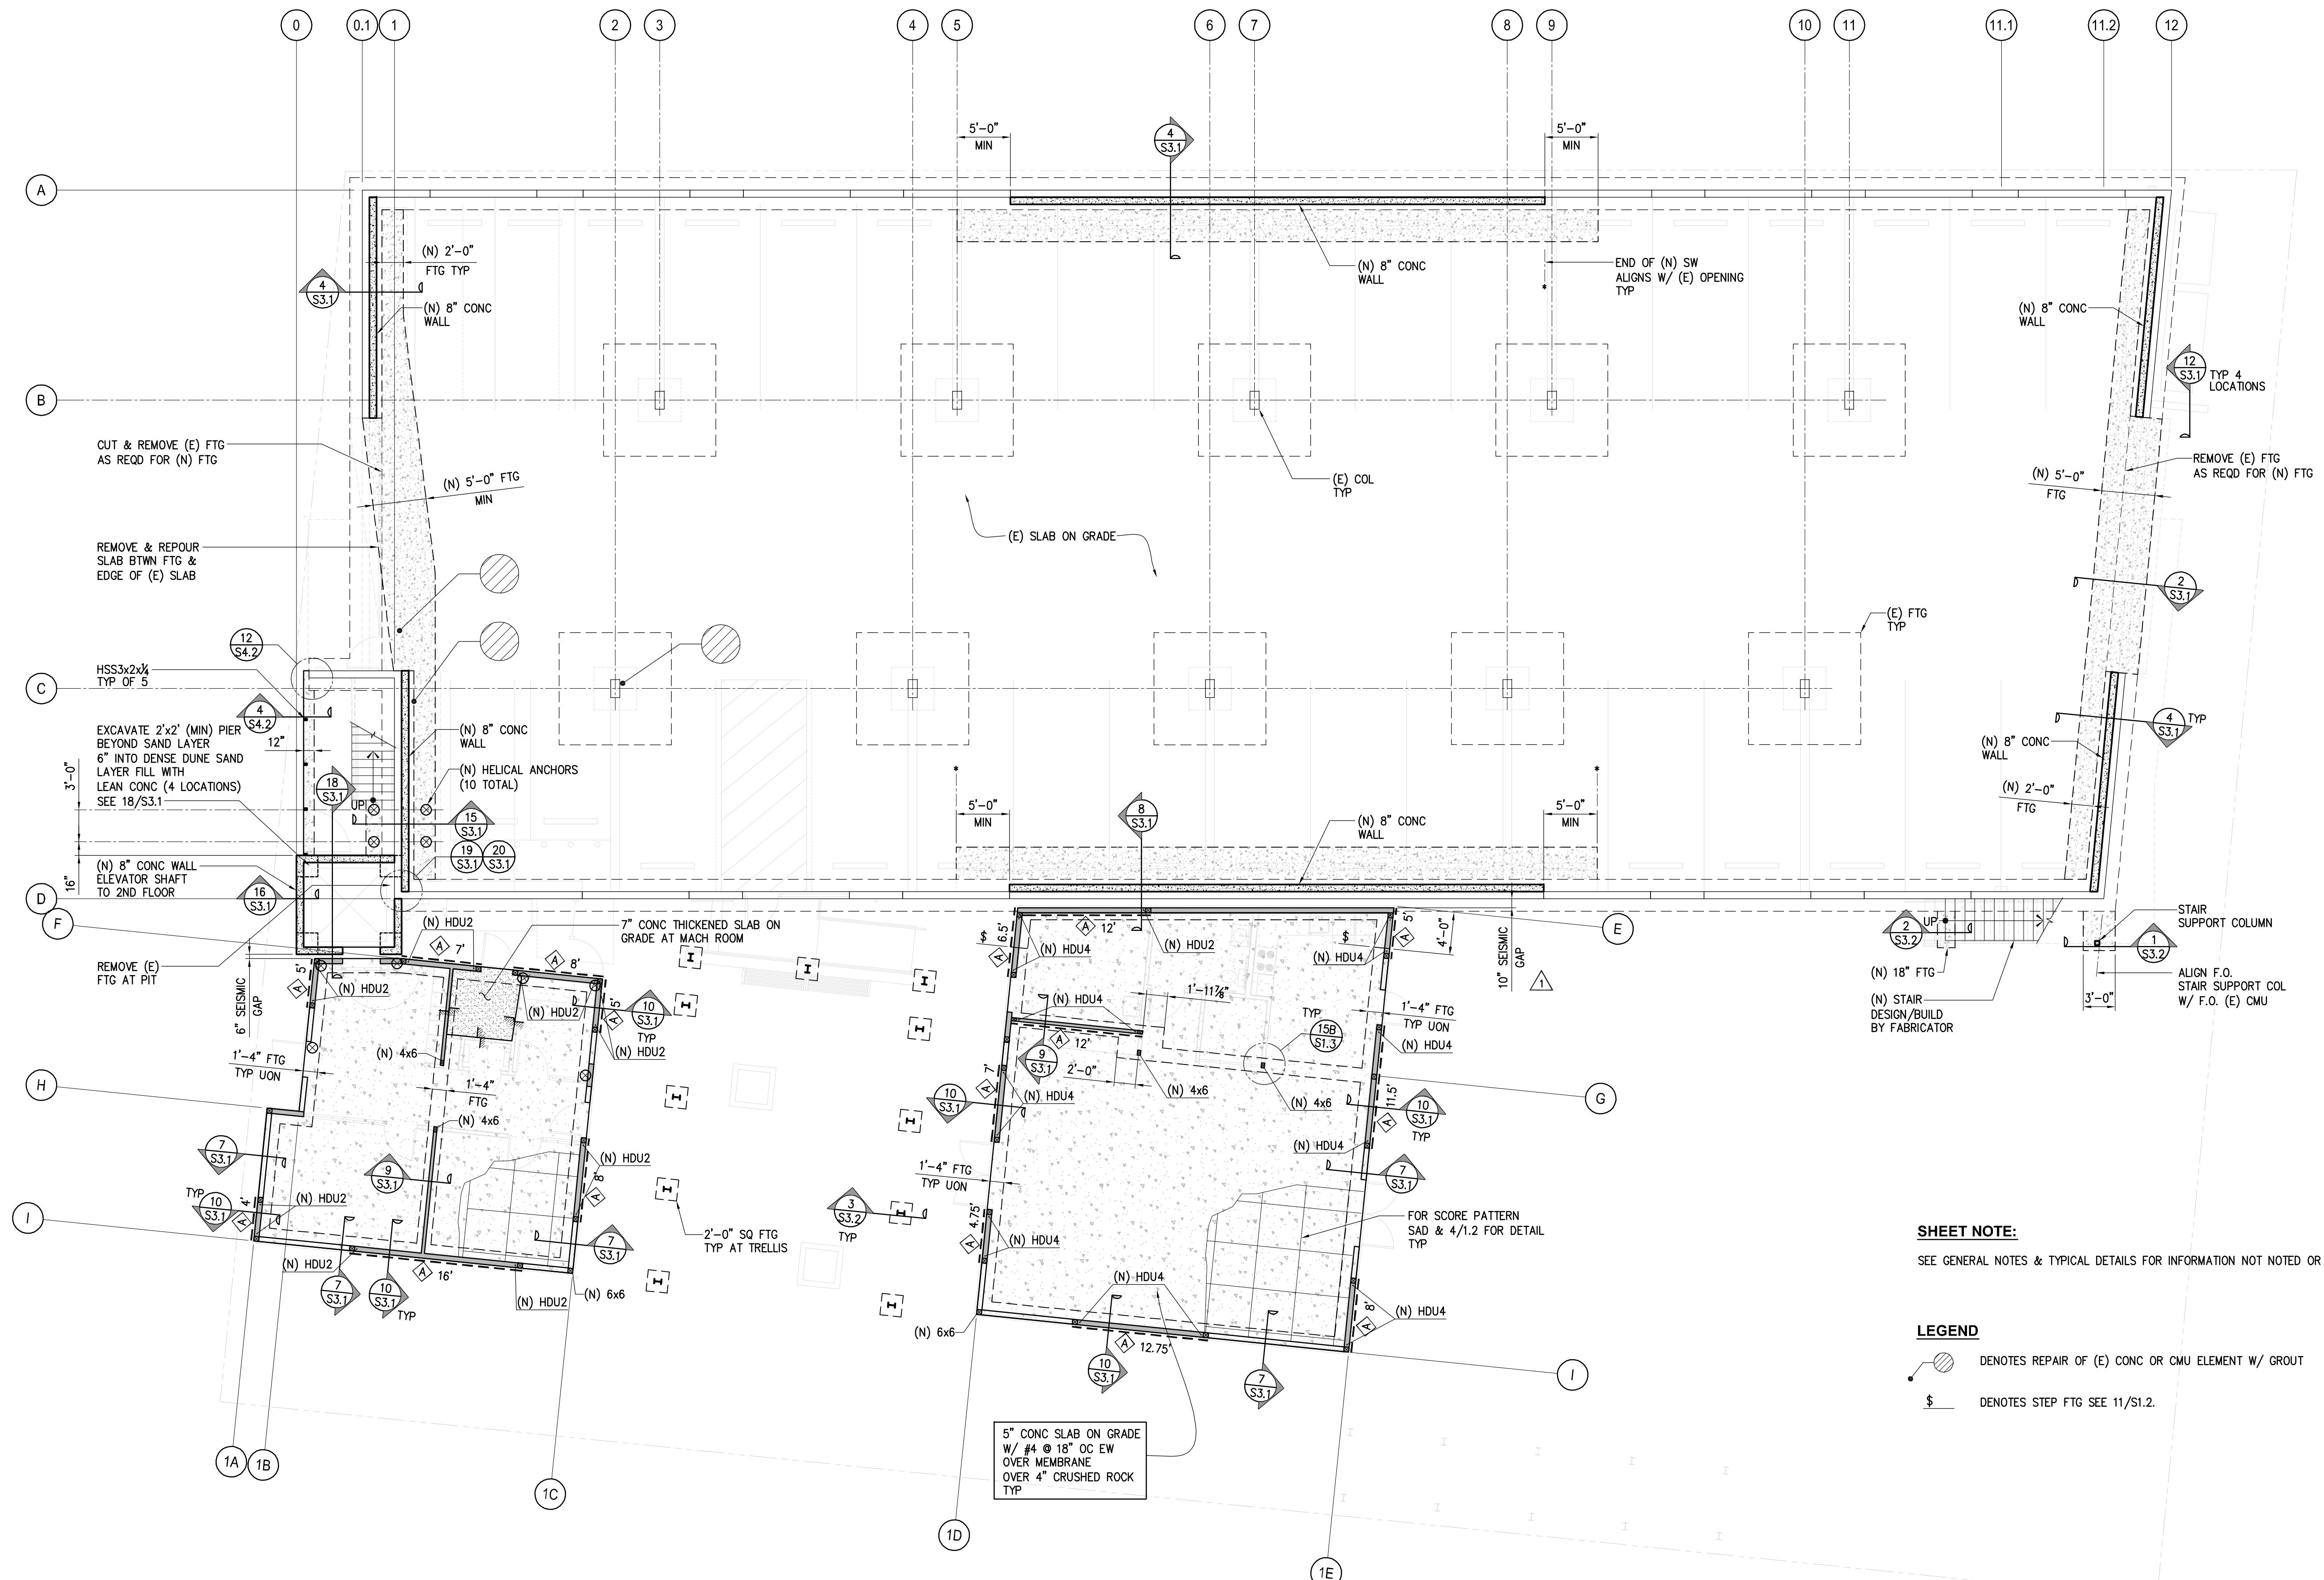 0
0.1
1
2
3
4
5
6
7
8
9
10
11
11.1
11.2
12
A
5'-0"
MIN
4
S3.1
5'-0"
MIN
(N) 2'-0"
FTG TYP
4
S3.1
(N) 8" CONC
WALL
(N) 8" CONC
WALL
END OF (N) SW
ALIGNS W/ (E) OPENING
TYP
*
(N) 8" CONC
WALL
12
S3.1
TYP 4
LOCATIONS
B
CUT & REMOVE (E) FTG
AS REQD FOR (N) FTG
(N) 5'-0" FTG
MIN
(E) COL
TYP
REMOVE (E) FTG
AS REQD FOR (N) FTG
(N) 5'-0"
FTG
(E) SLAB ON GRADE
REMOVE & REPOUR
SLAB BTWN FTG &
EDGE OF (E) SLAB
2
S3.1
(E) FTG
TYP
12
S4.2
HSS3x2x¼
TYP OF 5
C
4
S4.2
4
S3.1
TYP
EXCAVATE 2'x2' (MIN) PIER
BEYOND SAND LAYER
6" INTO DENSE DUNE SAND
LAYER FILL WITH
LEAN CONC (4 LOCATIONS)
SEE 18/S3.1
12"
3'-0"
16"
(N) 8" CONC
WALL
(N) HELICAL ANCHORS
(10 TOTAL)
18
S3.1
UP
15
S3.1
19
S3.1
20
S3.1
*
*
5'-0"
MIN
8
S3.1
(N) 8" CONC
WALL
5'-0"
MIN
(N) 8" CONC
WALL
(N) 2'-0"
FTG
(N) 8" CONC WALL
ELEVATOR SHAFT
TO 2ND FLOOR
16
S3.1
D
F
REMOVE (E)
FTG AT PIT
6" SEISMIC
GAP
(N) HDU2
A
7'
7" CONC THICKENED SLAB ON
GRADE AT MACH ROOM
A
8'
5'
A
(N) HDU2
(N) HDU2
5'
A
10
S3.1
TYP
(N) HDU2
(N) 4x6
1'-4" FTG
TYP UON
1'-4"
FTG
(N) 4x6
H
7
S3.1
9
S3.1
(N) HDU2
8'
A
TYP
10
S3.1
4'
A
(N) HDU2
I
(N) HDU2
7
S3.1
10
S3.1
TYP
A
16'
(N) HDU2
(N) 6x6
7
S3.1
2'-0" SQ FTG
TYP AT TRELLIS
3
S3.2
TYP
$
6.5'
A
(N) HDU4
A
12'
(N) HDU2
$
5'
A
4'-0"
(N) HDU4
10" SEISMIC
GAP
1
E
(N) HDU4
1'-11⅞"
TYP
15B
S1.3
1'-4" FTG
TYP UON
(N) HDU4
9
S3.1
A
12'
2'-0"
(N) 4x6
(N) 4x6
7'
A
(N) HDU4
10
S3.1
11.5'
A
10
S3.1
TYP
(N) HDU4
G
1'-4" FTG
TYP UON
4.75'
A
(N) HDU4
7
S3.1
FOR SCORE PATTERN
SAD & 4/1.2 FOR DETAIL
TYP
(N) HDU4
(N) 6x6
10
S3.1
A
12.75'
7
S3.1
8'
A
(N) HDU4
I
5" CONC SLAB ON GRADE
W/ #4 @ 18" OC EW
OVER MEMBRANE
OVER 4" CRUSHED ROCK
TYP
2
S3.2
UP
(N) 18" FTG
(N) STAIR
DESIGN/BUILD
BY FABRICATOR
STAIR
SUPPORT COLUMN
1
S3.2
3'-0"
ALIGN F.O.
STAIR SUPPORT COL
W/ F.O. (E) CMU
1A
1B
1C
1D
1E
SHEET NOTE:
SEE GENERAL NOTES & TYPICAL DETAILS FOR INFORMATION NOT NOTED OR
LEGEND
DENOTES REPAIR OF (E) CONC OR CMU ELEMENT W/ GROUT
$
DENOTES STEP FTG SEE 11/S1.2.